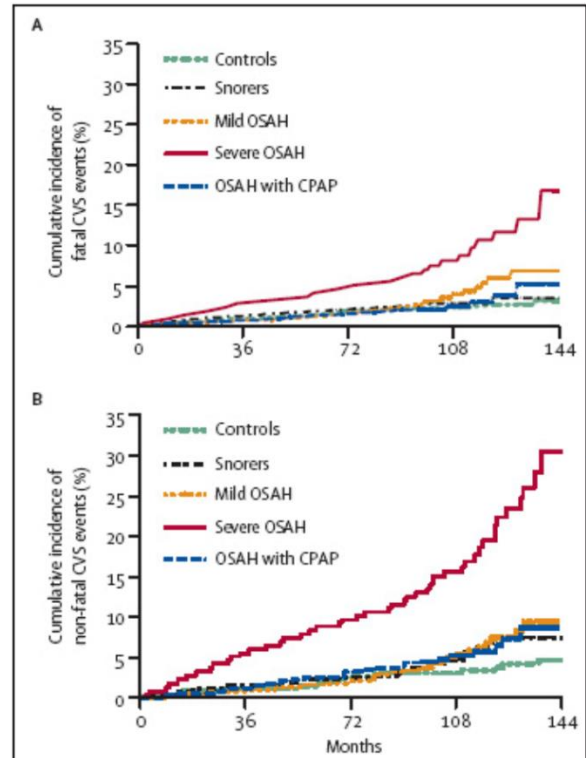 A
Cumulative incidence of
fatal CVS events (%)
35
30
25
20
15
10
5
0
Controls
Snorers
Mild OSAH
Severe OSAH
OSAH with CPAP
0 36 72 108 144
B
Cumulative incidence of
non-fatal CVS events (%)
35
30
25
20
15
10
5
0
Controls
Snorers
Mild OSAH
Severe OSAH
OSAH with CPAP
0 36 72 108 144
Months